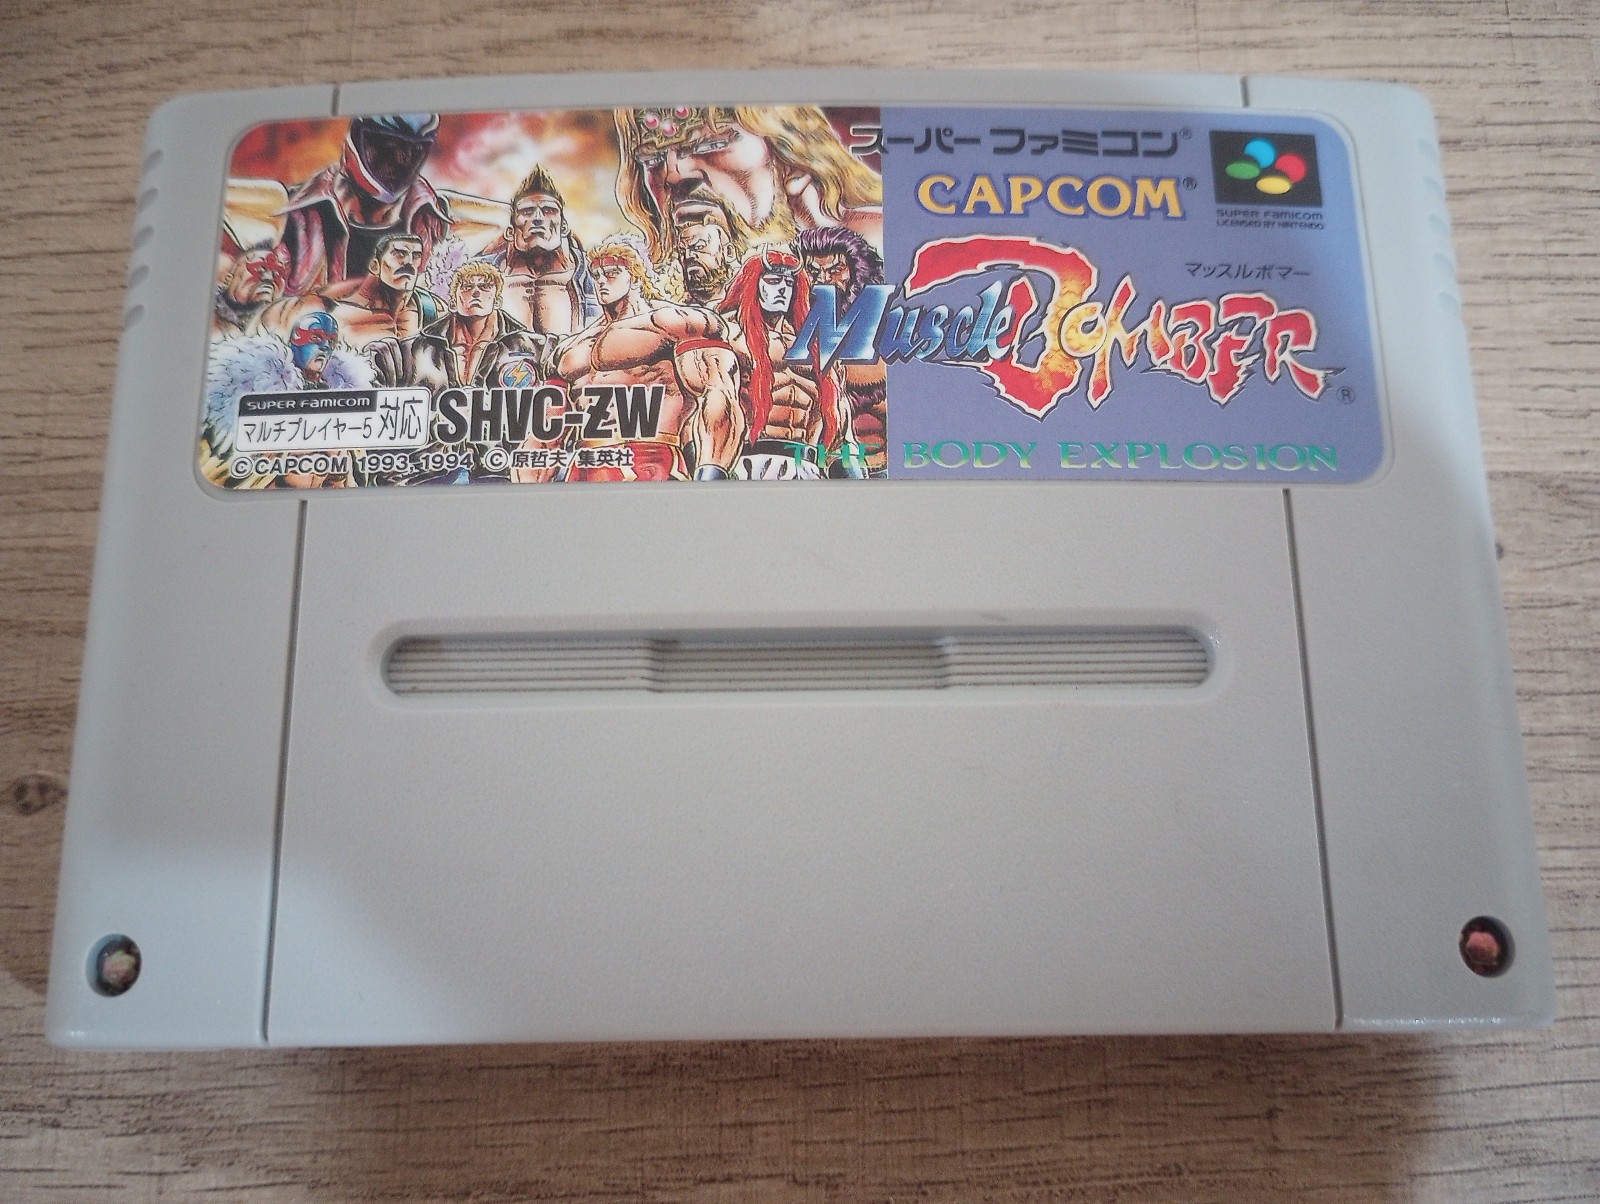 スーパーファミコン®
CAPCOM®
SUPER FAMICOM
LICENSED BY NINTENDO
マッスルボマー
Muscle BOMBER®
THE BODY EXPLOSION
SUPER FAMICOM
マルチプレイヤー5 対応
SHVC-ZW
©CAPCOM 1993, 1994 ©原哲夫 集英社